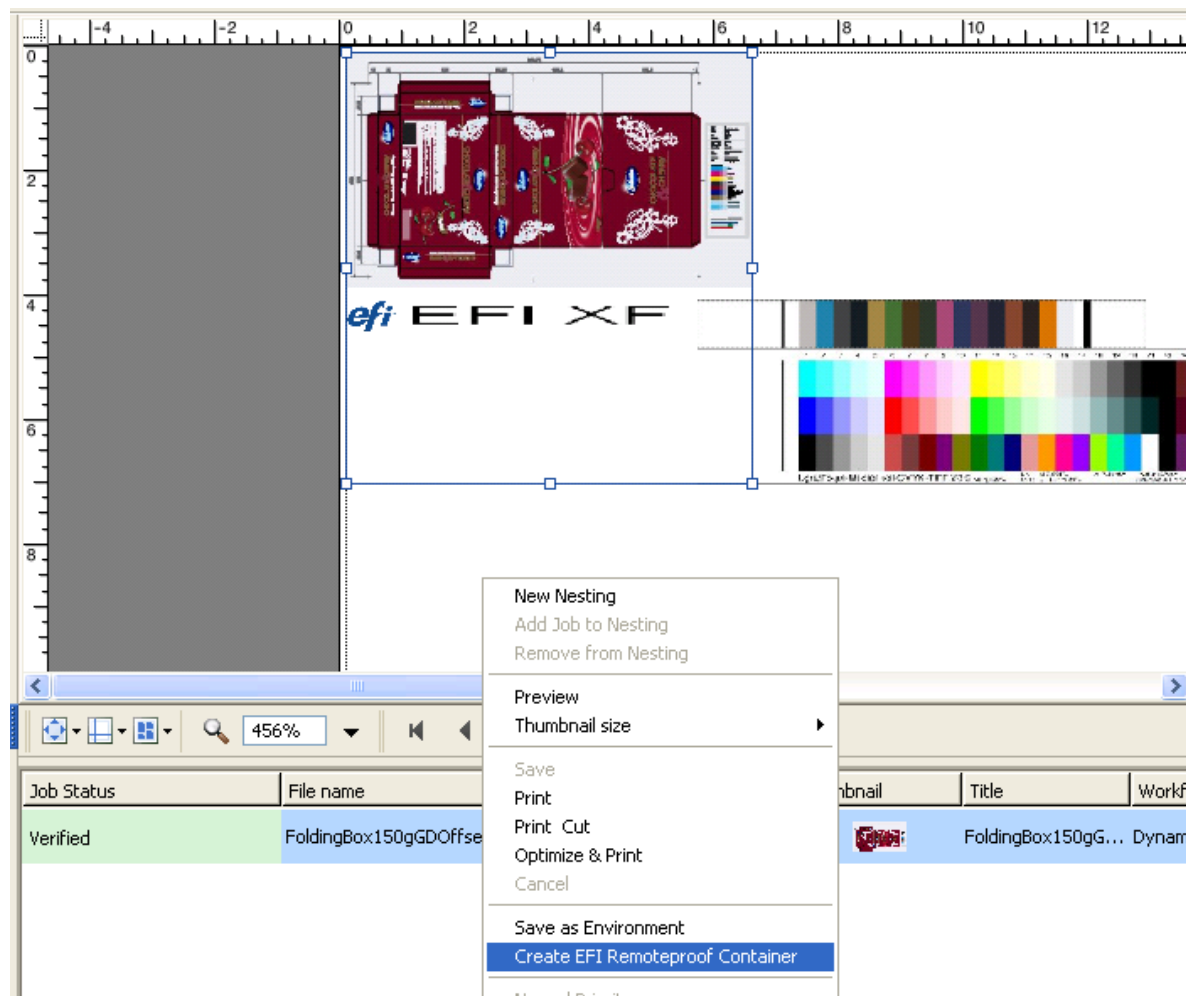 -4 -2 0 2 4 6 8 10 12
0
2
4
efi EFI XF
6
8
New Nesting
Add Job to Nesting
Remove from Nesting
Preview
Thumbnail size
456%
Save
Print
Print Cut
Optimize & Print
Cancel
Job Status File name Title
Verified FoldingBox150gGDOffse FoldingBox150gG... Dynam
Save as Environment
Create EFI Remoteproof Container